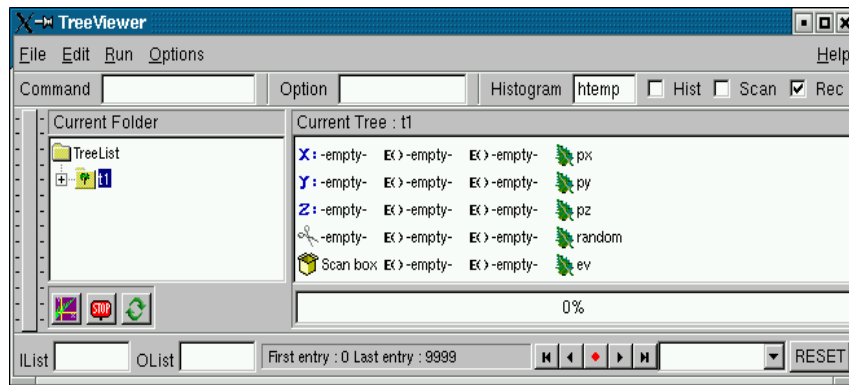 TreeViewer
File Edit Run Options Help
Command Option Histogram htemp Hist Scan Rec
Current Folder Current Tree : t1
TreeList
t1
X: -empty- E() -empty- E() -empty- px
Y: -empty- E() -empty- E() -empty- py
Z: -empty- E() -empty- E() -empty- pz
-empty- E() -empty- E() -empty- random
Scan box E() -empty- E() -empty- ev
STOP
0%
IList OList First entry : 0 Last entry : 9999 RESET